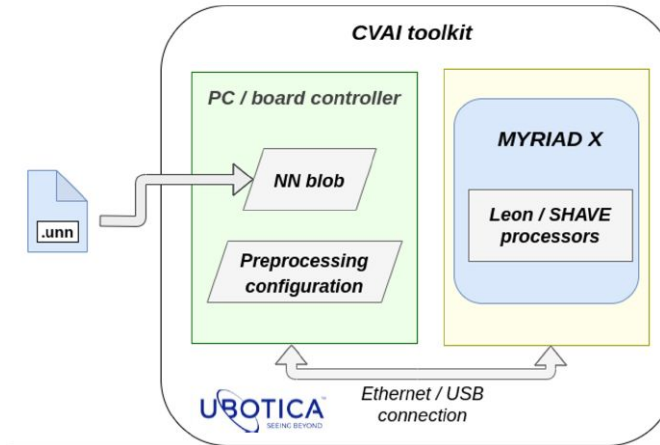 CVAI toolkit
PC / board controller
MYRIAD X
NN blob
.unn
Leon / SHAVE
processors
Preprocessing
configuration
Ethernet / USB
connection
UBOTICA™
SEEING BEYOND